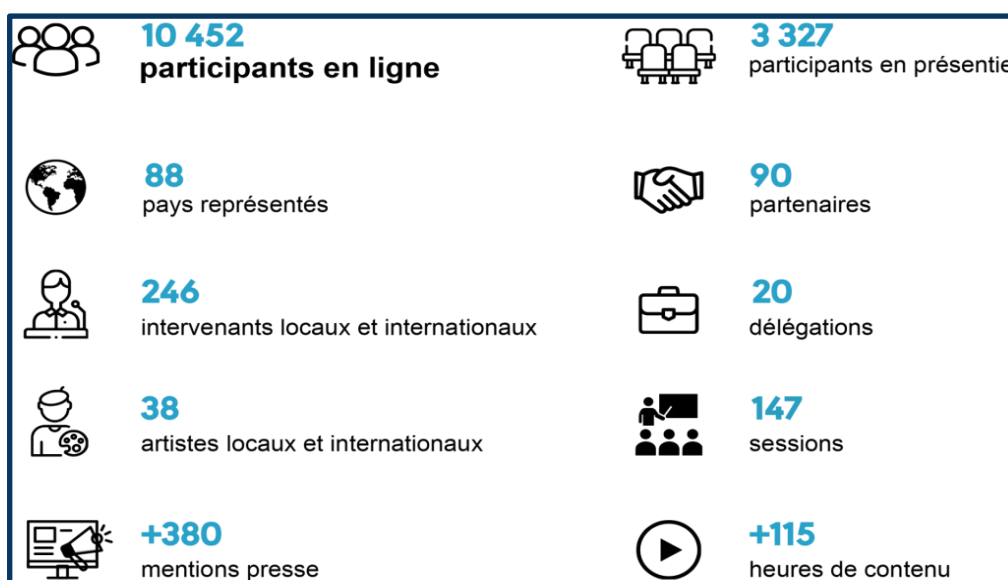 10 452
participants en ligne
3 327
participants en présentie
88
pays représentés
90
partenaires
246
intervenants locaux et internationaux
20
délégations
38
artistes locaux et internationaux
147
sessions
+380
mentions presse
+115
heures de contenu